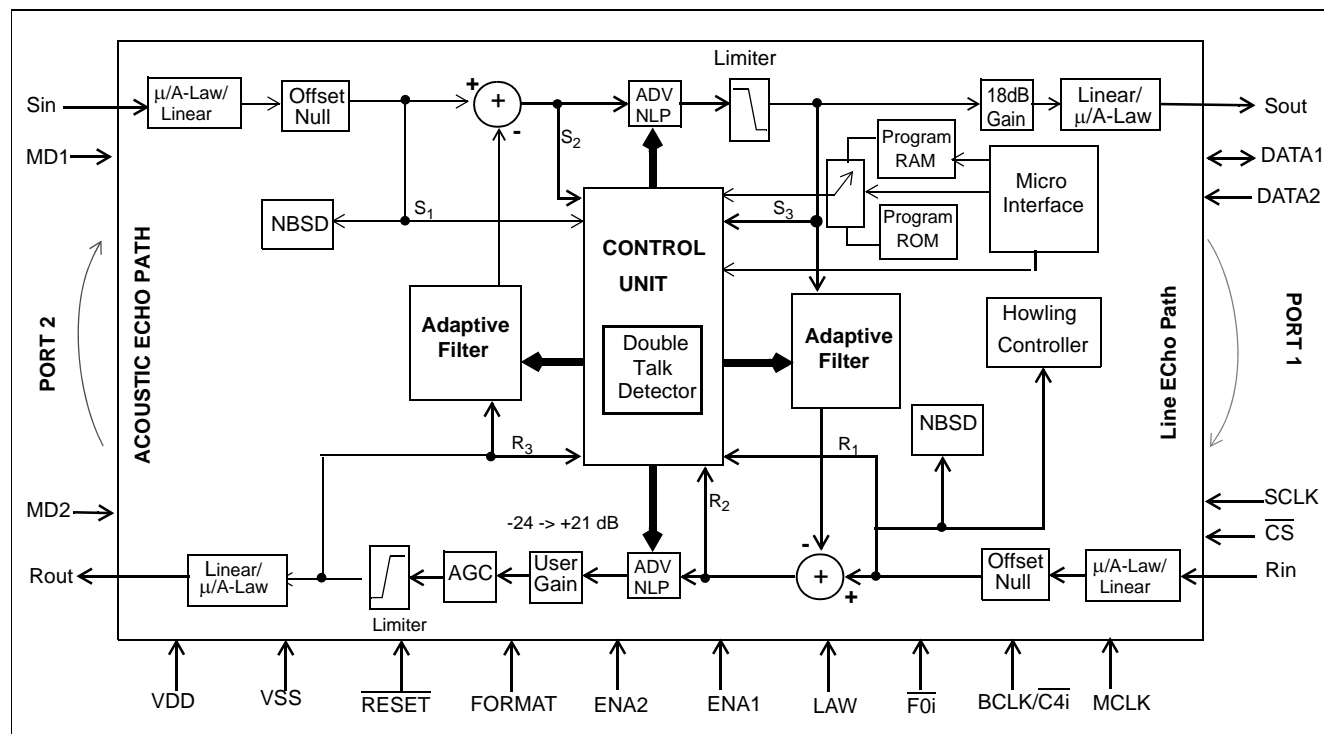 Limiter
Sin
μ/A-Law/
Linear
Offset
Null
+
+
-
ADV
NLP
18dB
Gain
Linear/
μ/A-Law
Sout
MD1
S2
Program
RAM
Micro
Interface
DATA1
DATA2
NBSD
S1
S3
Program
ROM
CONTROL
UNIT
PORT 2
ACOUSTIC ECHO PATH
Adaptive
Filter
Double
Talk
Detector
Adaptive
Filter
Howling
Controller
Line ECho Path
PORT 1
NBSD
R3
R1
R2
MD2
-24 -> +21 dB
SCLK
CS
Rout
Linear/
μ/A-Law
Limiter
AGC
User
Gain
ADV
NLP
-
+
+
Offset
Null
μ/A-Law/
Linear
Rin
VDD
VSS
RESET
FORMAT
ENA2
ENA1
LAW
F0i
BCLK/C4i
MCLK